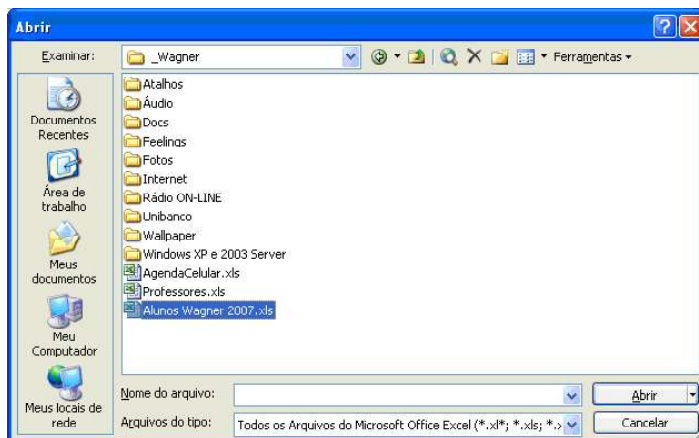 Abrir
Examinar:
_Wagner
Ferramentas
Documentos
Recentes
Área de
trabalho
Meus
documentos
Meu
Computador
Meus locais de
rede
Atalhos
Áudio
Docs
Feelings
Fotos
Internet
Rádio ON-LINE
Unibanco
Wallpaper
Windows XP e 2003 Server
AgendaCelular.xls
Professores.xls
Alunos Wagner 2007.xls
Nome do arquivo:
Abrir
Arquivos do tipo:
Todos os Arquivos do Microsoft Office Excel (*.xl*; *.xls; *.>
Cancelar